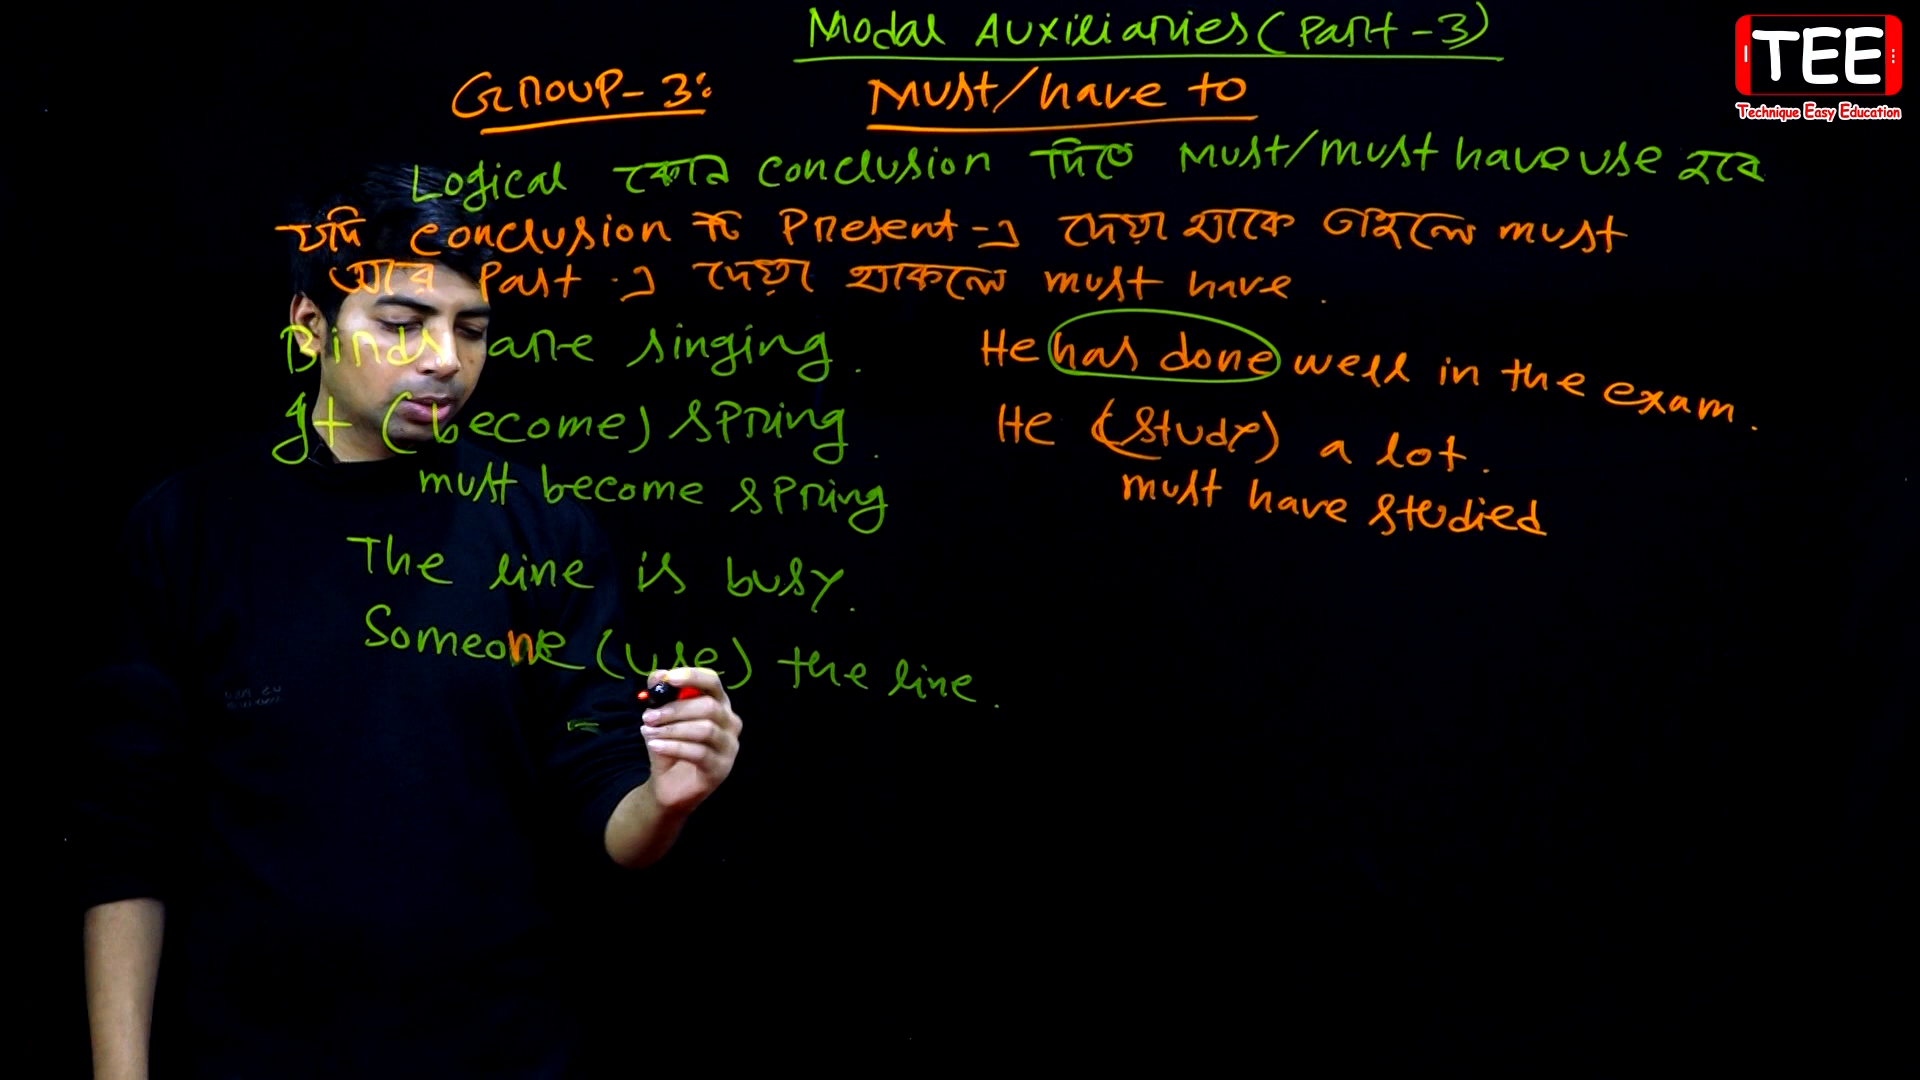 Modal Auxiliaries (Part-3)
TEE
Technique Easy Education
Group-3: Must/have to
Logical কোন conclusion দিতে Must/must have use হবে
যদি conclusion টি Present-এ দেয়া থাকে তাহলে must
আর Past-এ দেয়া থাকলে must have.
Birds are singing.
It (become) spring.
must become spring
He has done well in the exam.
He (study) a lot.
must have studied
The line is busy.
Someone (use) the line.
=